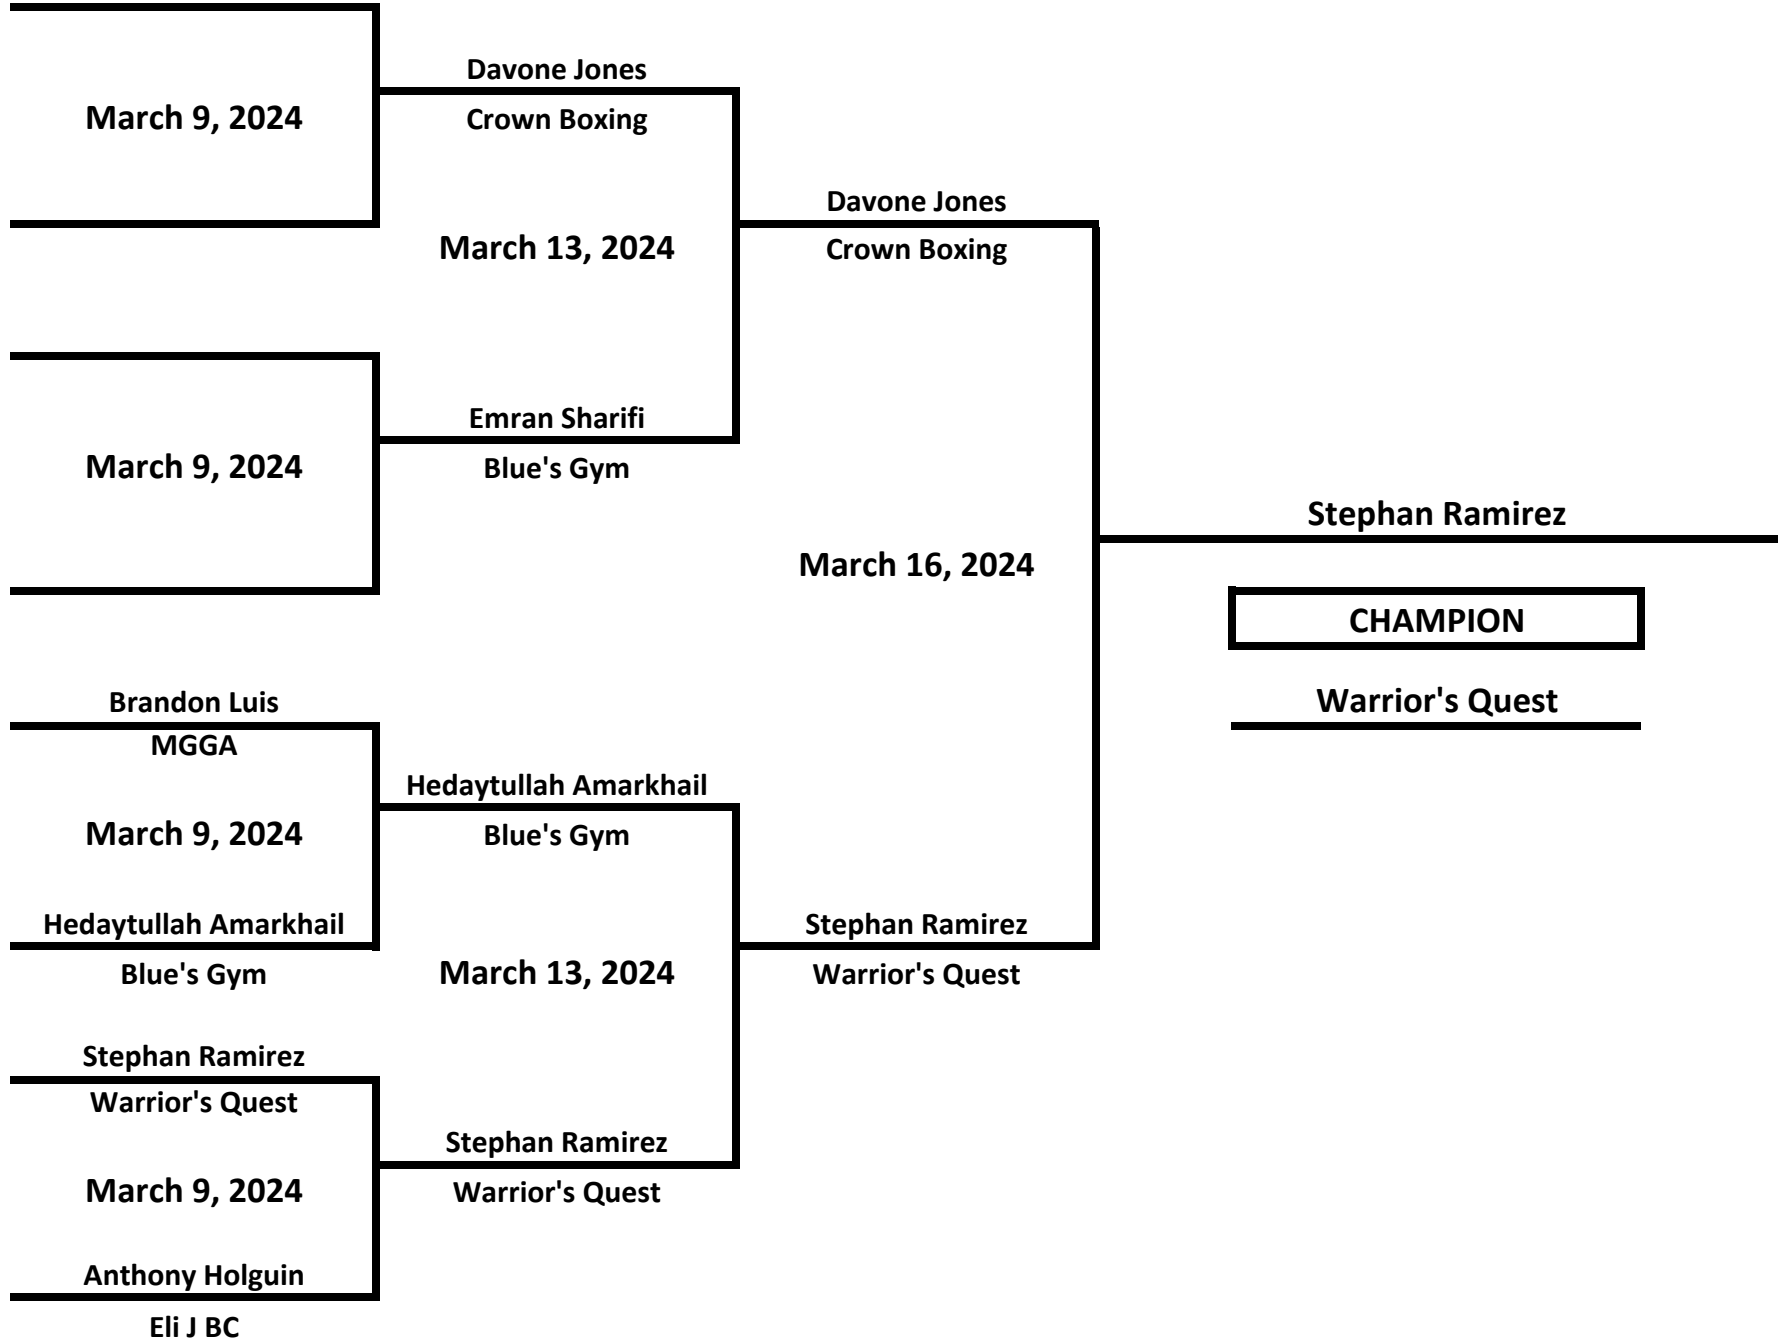 Davone Jones
March 9, 2024
Crown Boxing
Davone Jones
March 13, 2024
Crown Boxing
Emran Sharifi
March 9, 2024
Blue's Gym
Stephan Ramirez
March 16, 2024
CHAMPION
Brandon Luis
Warrior's Quest
MGGA
Hedaytullah Amarkhail
March 9, 2024
Blue's Gym
Hedaytullah Amarkhail
Stephan Ramirez
Blue's Gym
March 13, 2024
Warrior's Quest
Stephan Ramirez
Warrior's Quest
Stephan Ramirez
March 9, 2024
Warrior's Quest
Anthony Holguin
Eli J BC